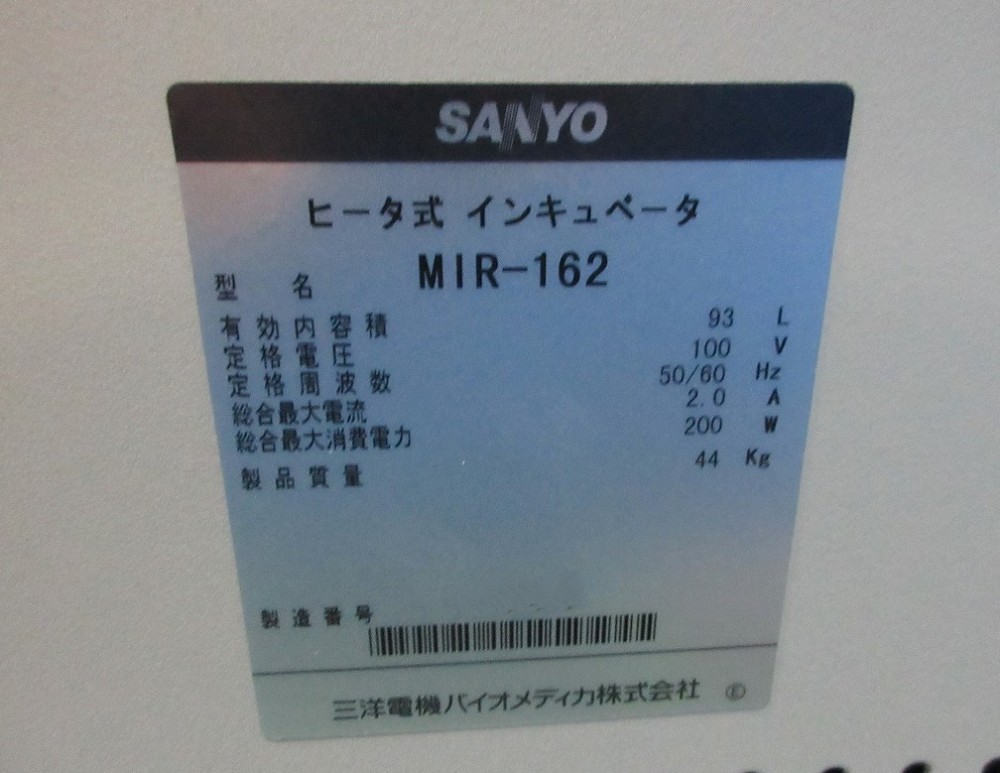 SANYO
ヒータ式 インキュベータ
型 名 MIR-162
有効内容積 93 L
定格電圧 100 V
定格周波数 50/60 Hz
総合最大電流 2.0 A
総合最大消費電力 200 W
製品質量 44 Kg
製造番号
三洋電機バイオメディカ株式会社 Ⓔ